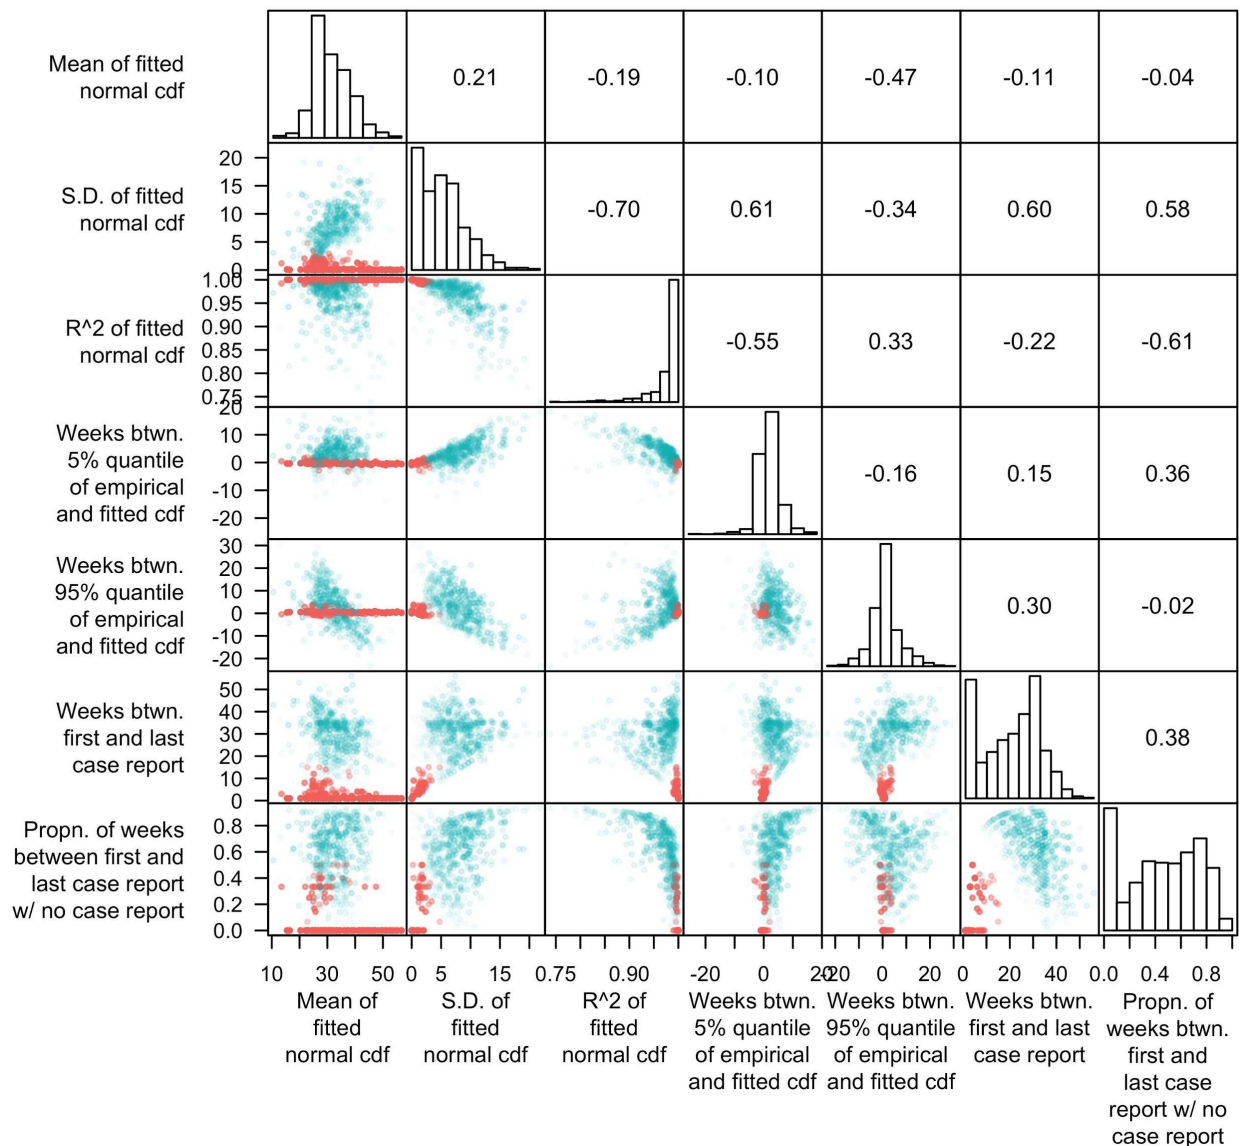 Mean of fitted
normal cdf
0.21
-0.19
-0.10
-0.47
-0.11
-0.04
S.D. of fitted
normal cdf
20
15
10
5
0
-0.70
0.61
-0.34
0.60
0.58
R^2 of fitted
normal cdf
1.00
0.95
0.90
0.85
0.80
0.75
-0.55
0.33
-0.22
-0.61
Weeks btwn.
5% quantile
of empirical
and fitted cdf
20
10
0
-10
-20
-0.16
0.15
0.36
Weeks btwn.
95% quantile
of empirical
and fitted cdf
30
20
10
0
-10
-20
0.30
-0.02
Weeks btwn.
first and last
case report
50
40
30
20
10
0
0.38
Propn. of weeks
between first and
last case report
w/ no case report
0.8
0.6
0.4
0.2
0.0
10 30 50
0 5 15
0.75 0.90
-20 0 20
-20 0 20
0 20 40
0.0 0.4 0.8
Mean of
fitted
normal cdf
S.D. of
fitted
normal cdf
R^2 of
fitted
normal cdf
Weeks btwn.
5% quantile
of empirical
and fitted cdf
Weeks btwn.
95% quantile
of empirical
and fitted cdf
Weeks btwn.
first and last
case report
Propn. of
weeks btwn.
first and
last case
report w/ no
case report